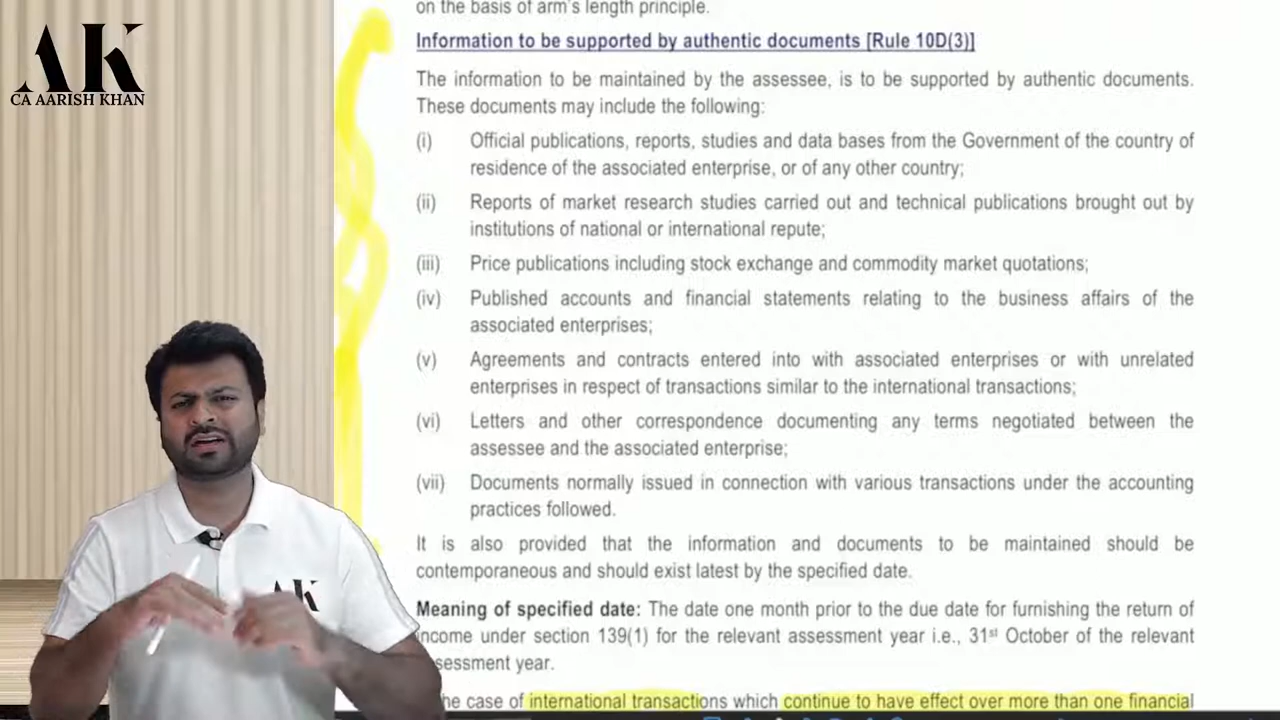 AK
CA AARISH KHAN
on the basis of arm's length principle.
Information to be supported by authentic documents [Rule 10D(3)]
The information to be maintained by the assessee, is to be supported by authentic documents.
These documents may include the following:
(i) Official publications, reports, studies and data bases from the Government of the country of
residence of the associated enterprise, or of any other country;
(ii) Reports of market research studies carried out and technical publications brought out by
institutions of national or international repute;
(iii) Price publications including stock exchange and commodity market quotations;
(iv) Published accounts and financial statements relating to the business affairs of the
associated enterprises;
(v) Agreements and contracts entered into with associated enterprises or with unrelated
enterprises in respect of transactions similar to the international transactions;
(vi) Letters and other correspondence documenting any terms negotiated between the
assessee and the associated enterprise;
(vii) Documents normally issued in connection with various transactions under the accounting
practices followed.
It is also provided that the information and documents to be maintained should be
contemporaneous and should exist latest by the specified date.
Meaning of specified date: The date one month prior to the due date for furnishing the return of
income under section 139(1) for the relevant assessment year i.e., 31st October of the relevant
sessment year.
he case of international transactions which continue to have effect over more than one financial
AK